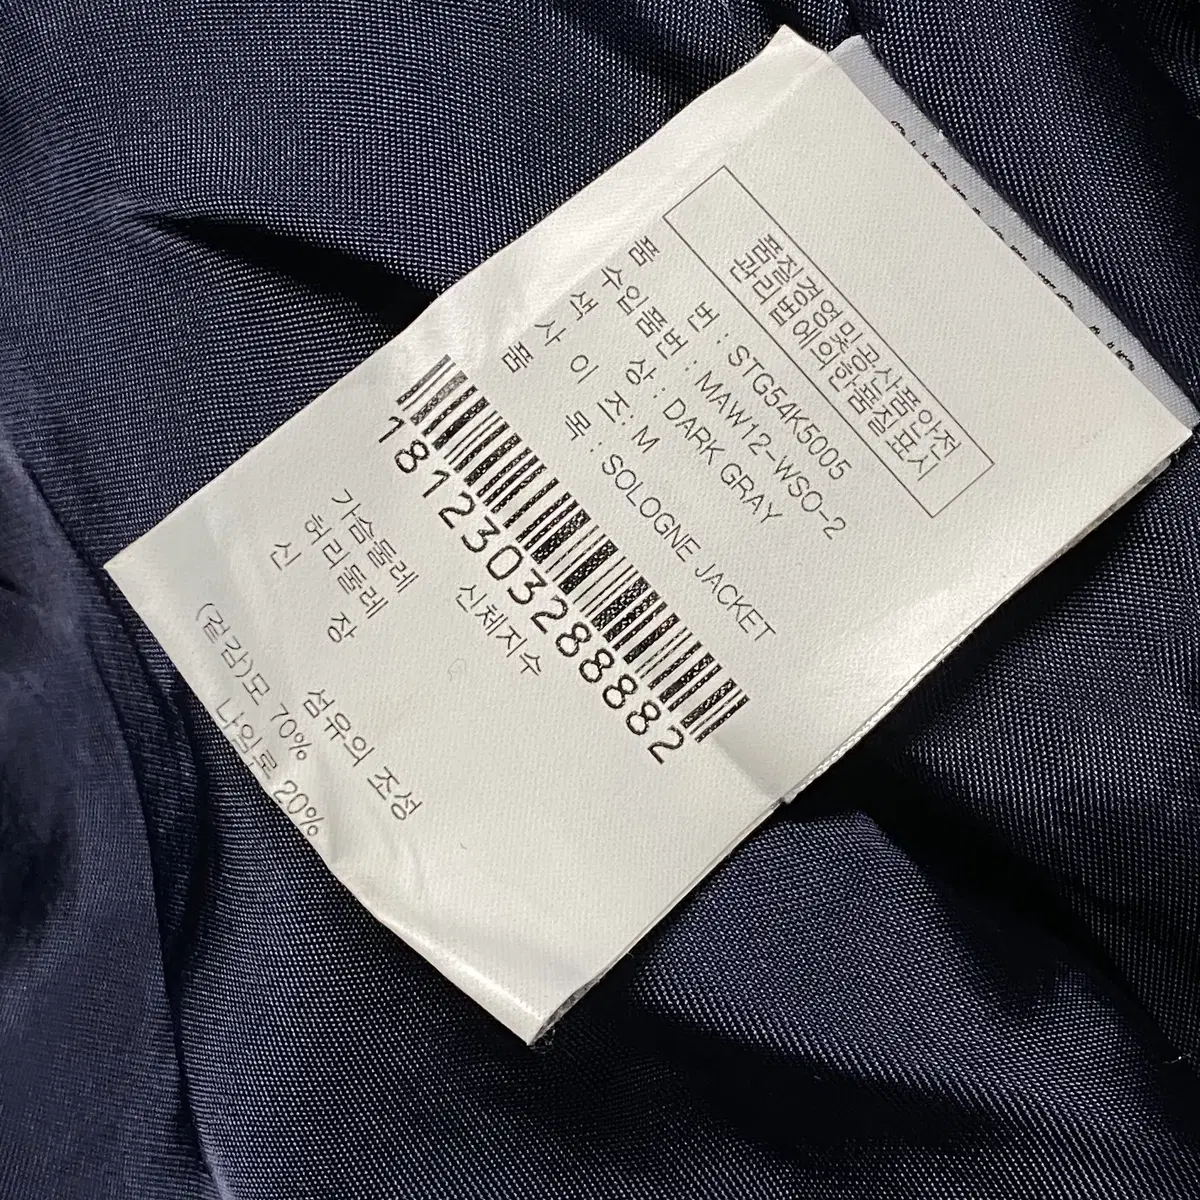 품질경영및공산품안전
관리법에의한품질표시
품 번 : STG54K5005
수입품번 : MAW12-WSO-2
색 상 : DARK GRAY
사 이 즈 : M
품 목 : SOLOGNE JACKET
1812303288882
신체지수
가슴둘레
허리둘레
신 장
섬유의 조성
(겉감)모 70%
나일론 20%